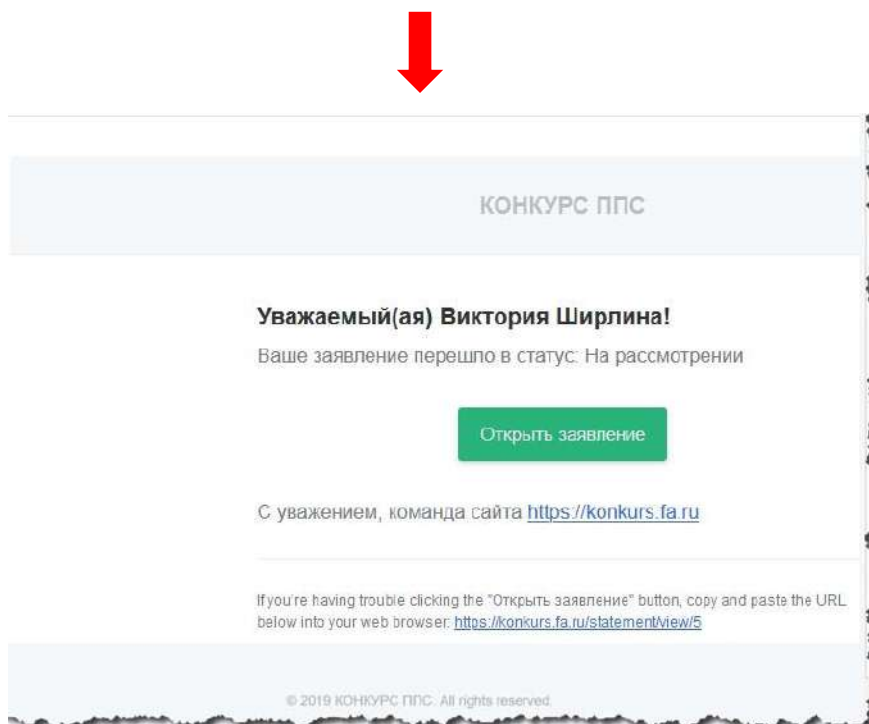 КОНКУРС ППС
Уважаемый(ая) Виктория Ширлина!
Ваше заявление перешло в статус: На рассмотрении
Открыть заявление
С уважением, команда сайта https://konkurs.fa.ru
If you're having trouble clicking the "Открыть заявление" button, copy and paste the URL
below into your web browser: https://konkurs.fa.ru/statement/view/5
© 2019 КОНКУРС ППС. All rights reserved.